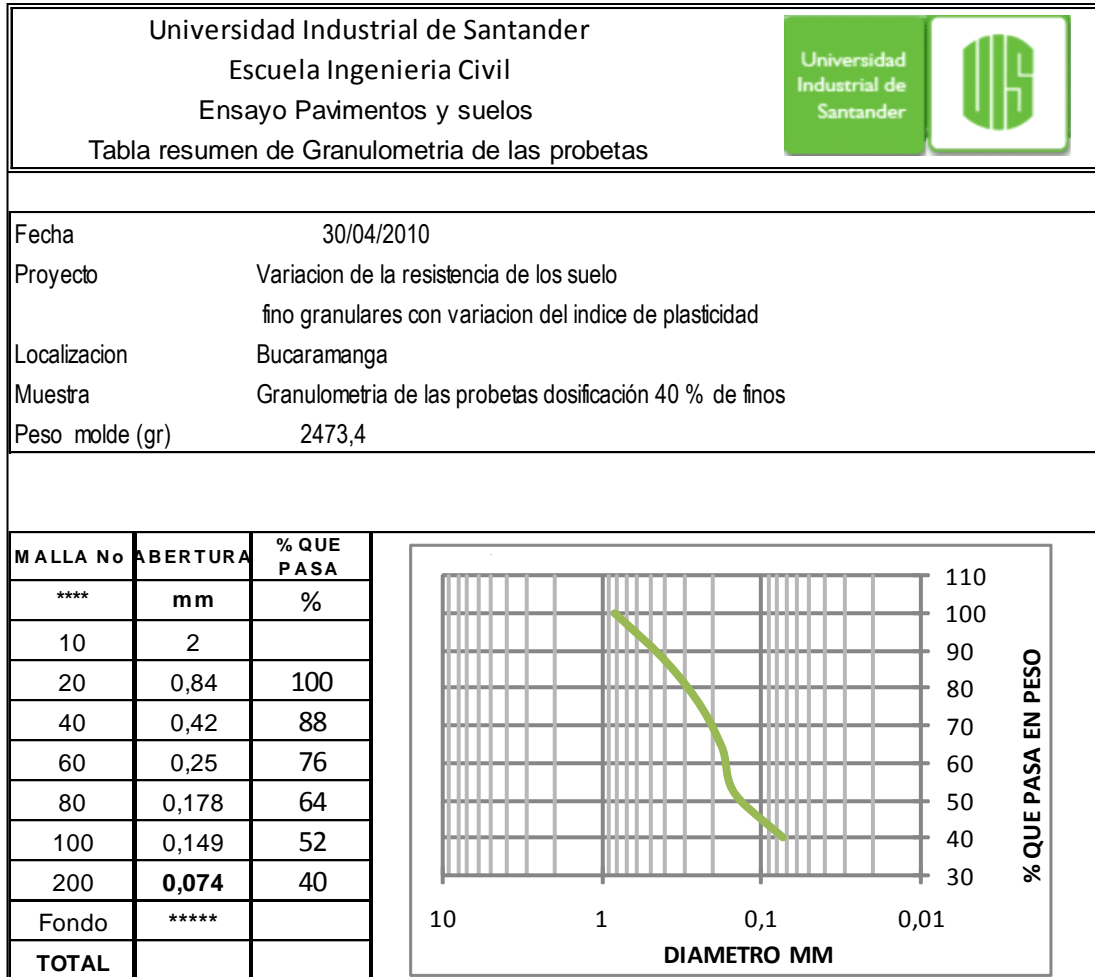 Universidad Industrial de Santander
Escuela Ingenieria Civil
Ensayo Pavimentos y suelos
Tabla resumen de Granulometria de las probetas
Universidad
Industrial de
Santander
UIS
Fecha 30/04/2010
Proyecto Variacion de la resistencia de los suelo
fino granulares con variacion del indice de plasticidad
Localizacion Bucaramanga
Muestra Granulometria de las probetas dosificación 40 % de finos
Peso molde (gr) 2473,4
MALLA No ABERTURA % QUE PASA
**** mm %
10 2
20 0,84 100
40 0,42 88
60 0,25 76
80 0,178 64
100 0,149 52
200 0,074 40
Fondo *****
TOTAL
110
100
90
80
70
60
50
40
30
% QUE PASA EN PESO
10 1 0,1 0,01
DIAMETRO MM